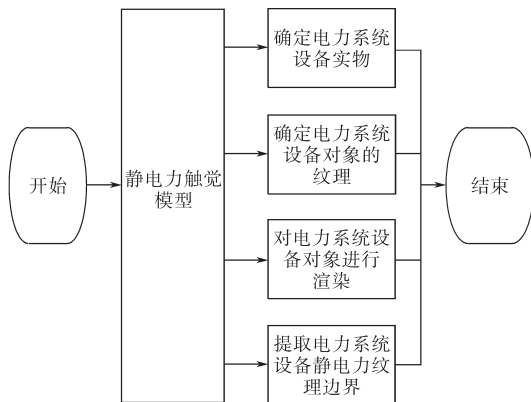 开始
静电力触觉
模型
确定电力系统
设备实物
确定电力系统
设备对象的
纹理
对电力系统设
备对象进行
渲染
提取电力系统
设备静电力纹
理边界
结束